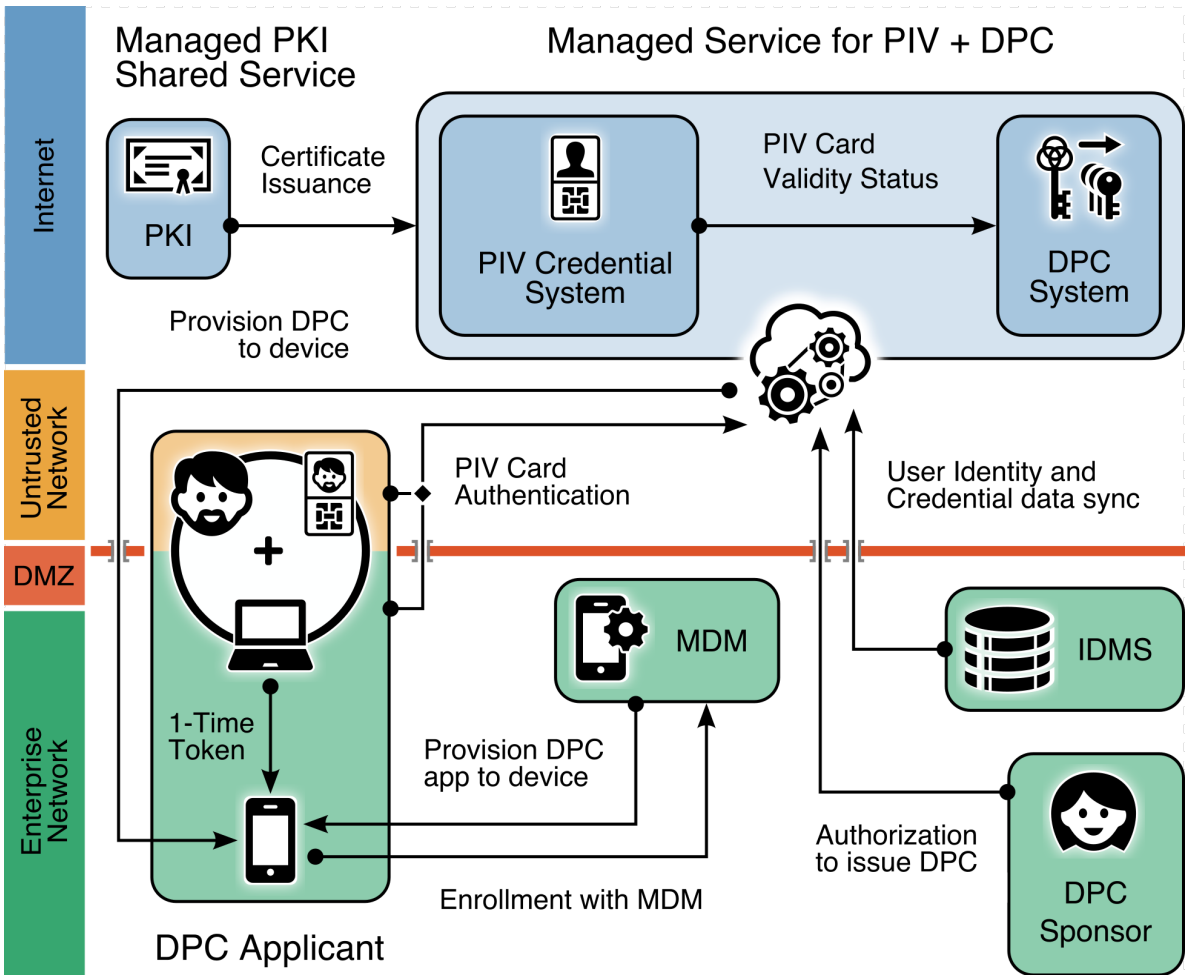 Managed PKI
Shared Service
Managed Service for PIV + DPC
Internet
PKI
Certificate
Issuance
PIV Credential
System
PIV Card
Validity Status
DPC
System
Provision DPC
to device
Untrusted
Network
PIV Card
Authentication
User Identity and
Credential data sync
DMZ
Enterprise
Network
1-Time
Token
MDM
IDMS
Provision DPC
app to device
Enrollment with MDM
Authorization
to issue DPC
DPC
Sponsor
DPC Applicant